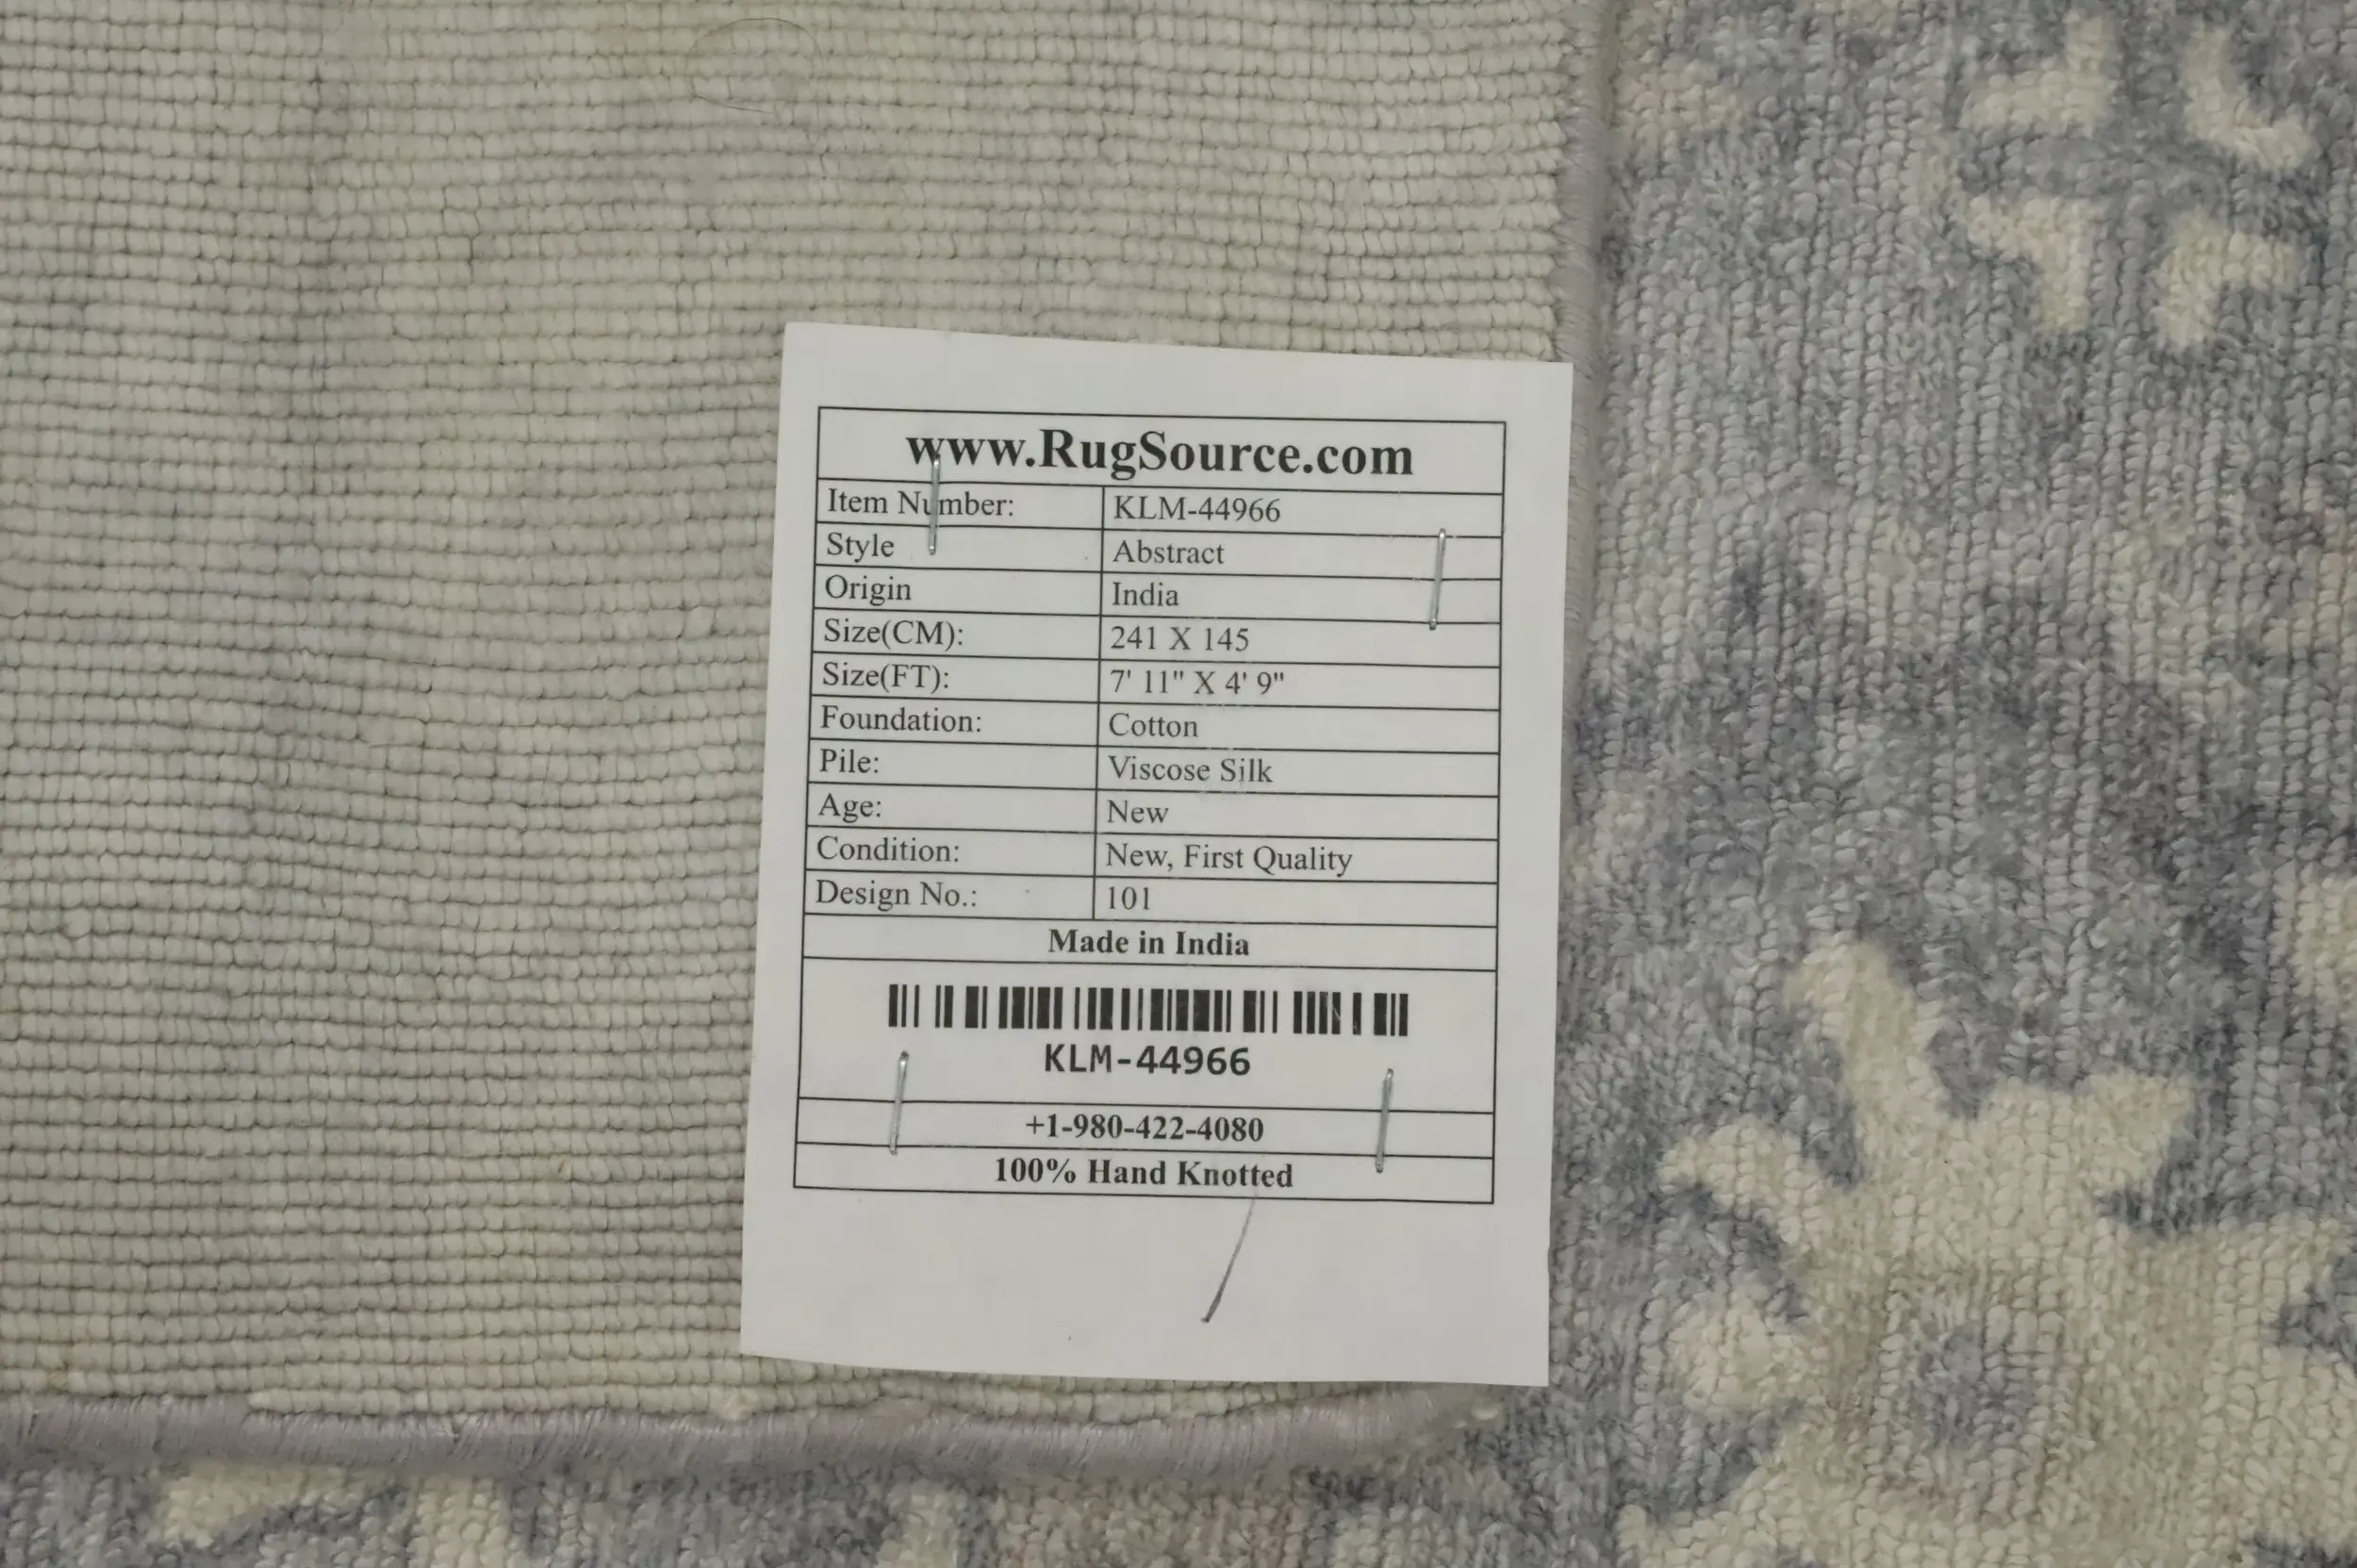 www.RugSource.com
Item Number: KLM-44966
Style Abstract
Origin India
Size(CM): 241 X 145
Size(FT): 7' 11" X 4' 9"
Foundation: Cotton
Pile: Viscose Silk
Age: New
Condition: New, First Quality
Design No.: 101
Made in India
KLM-44966
+1-980-422-4080
100% Hand Knotted